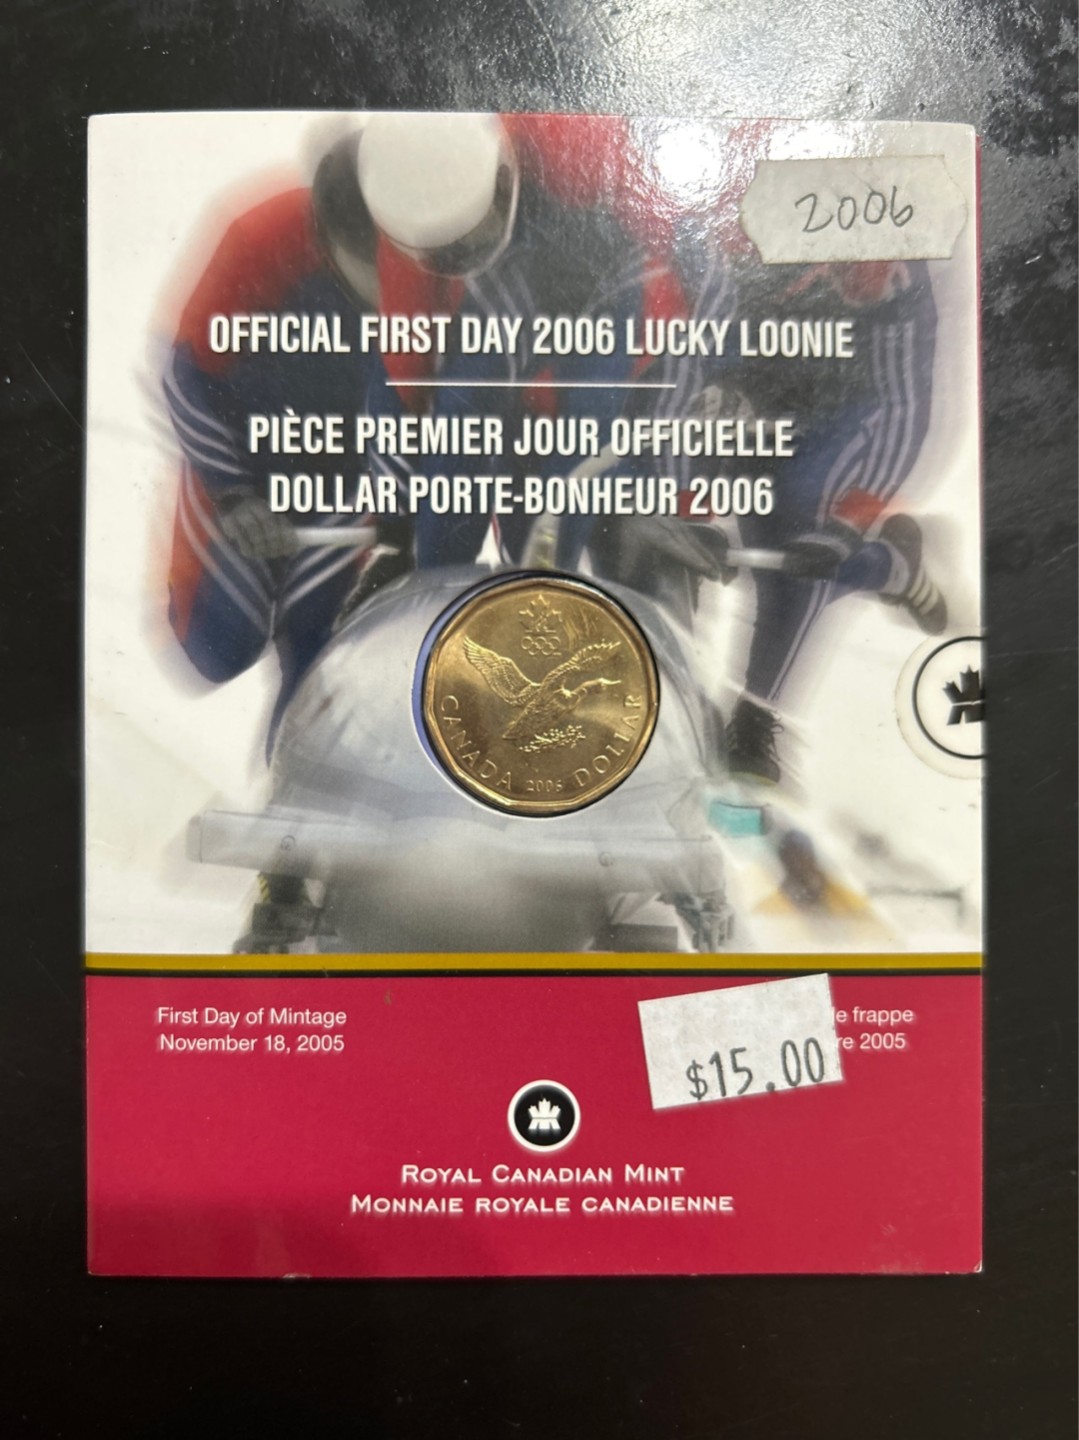 2006
OFFICIAL FIRST DAY 2006 LUCKY LOONIE
PIÈCE PREMIER JOUR OFFICIELLE
DOLLAR PORTE-BONHEUR 2006
CANADA 2006 DOLLAR
First Day of Mintage
November 18, 2005
frappe
2005
$15.00
ROYAL CANADIAN MINT
MONNAIE ROYALE CANADIENNE